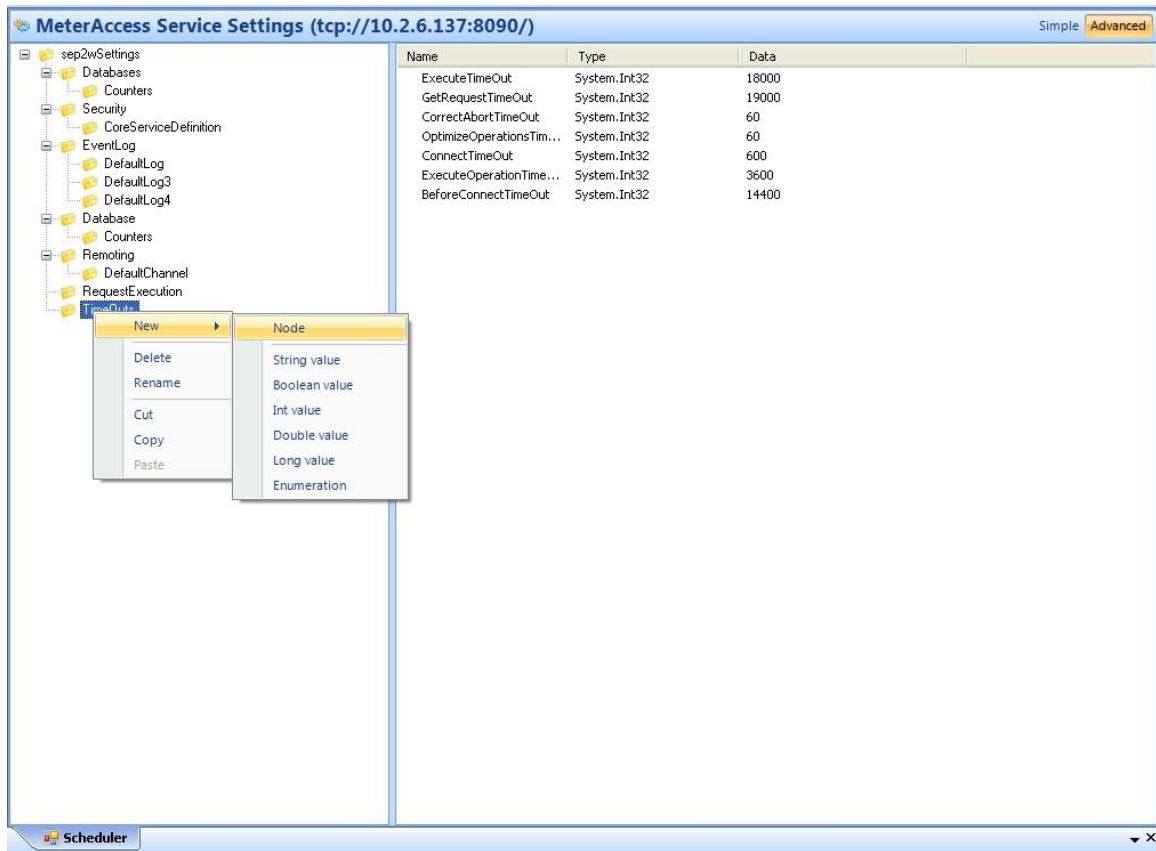 MeterAccess Service Settings (tcp://10.2.6.137:8090/) Simple Advanced
sep2wSettings
Databases
Counters
Security
CoreServiceDefinition
EventLog
DefaultLog
DefaultLog3
DefaultLog4
Database
Counters
Remoting
DefaultChannel
RequestExecution
TimeOuts
New
Delete
Rename
Cut
Copy
Paste
Node
String value
Boolean value
Int value
Double value
Long value
Enumeration
Name Type Data
ExecuteTimeOut System.Int32 18000
GetRequestTimeOut System.Int32 19000
CorrectAbortTimeOut System.Int32 60
OptimizeOperationsTim... System.Int32 60
ConnectTimeOut System.Int32 600
ExecuteOperationTime... System.Int32 3600
BeforeConnectTimeOut System.Int32 14400
Scheduler